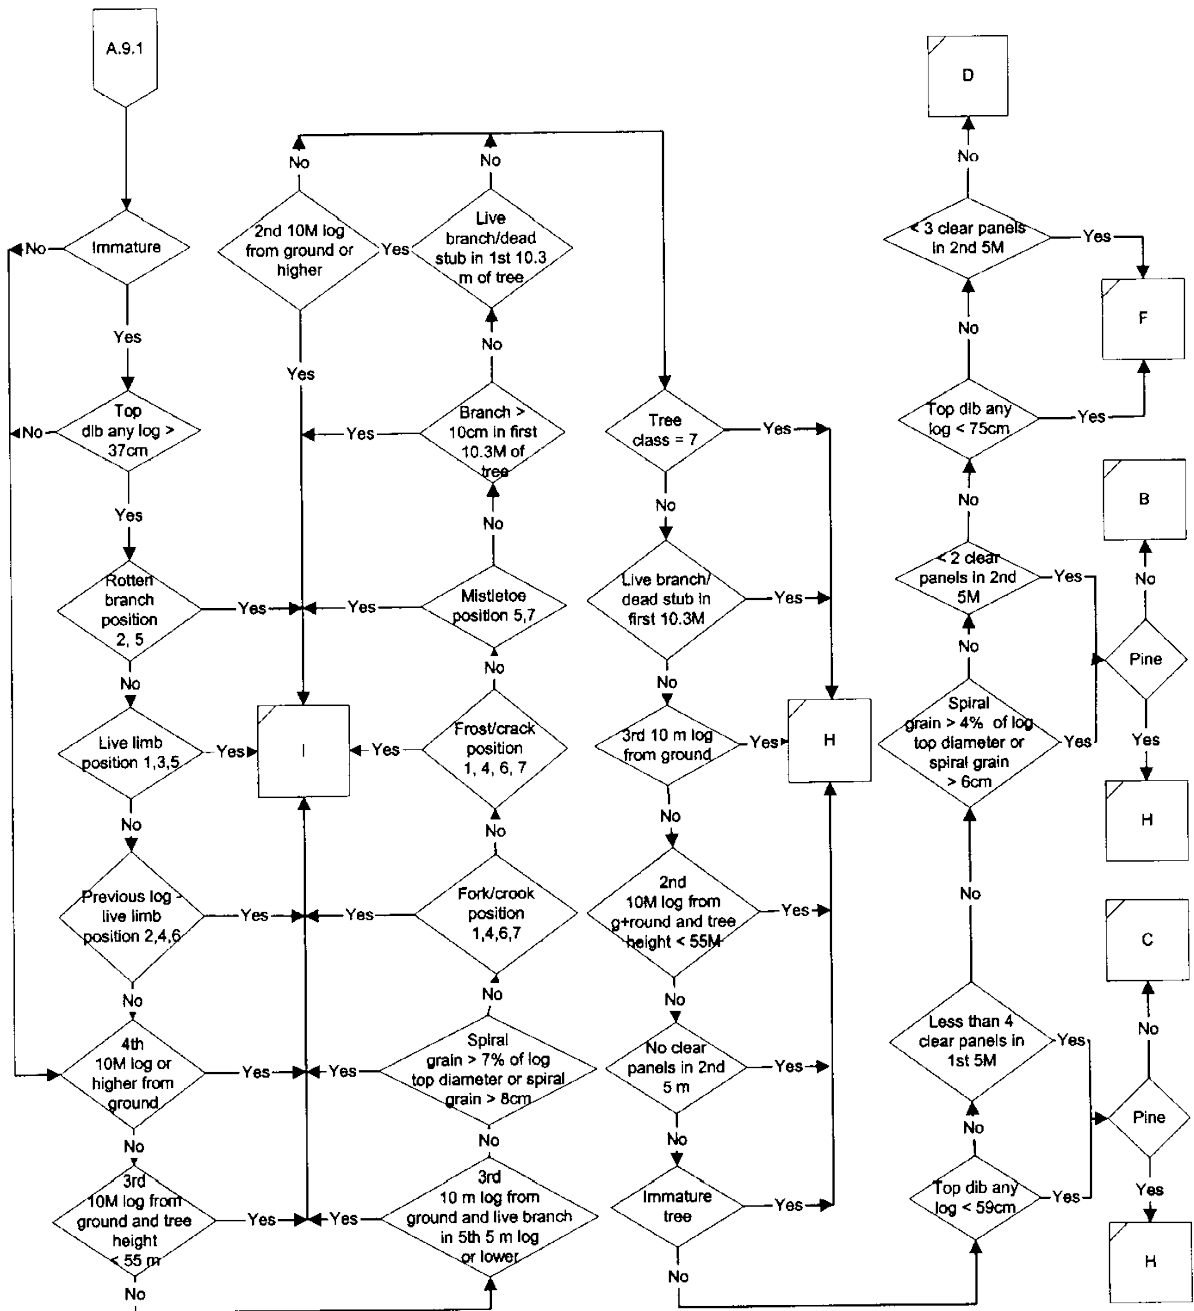 A.9.1
Immature
No
Yes
Top
dib any log >
37cm
No
Yes
Rotten
branch
position
2, 5
Yes
No
Live limb
position 1,3,5
Yes
No
Previous log -
live limb
position 2,4,6
Yes
No
4th
10M log or
higher from
ground
Yes
No
3rd
10M log from
ground and tree
height
< 55 m
Yes
No
No
2nd 10M log
from ground or
higher
Yes
Yes
I
No
Live
branch/dead
stub in 1st 10.3
m of tree
No
Branch >
10cm in first
10.3M of
tree
Yes
No
Mistletoe
position 5,7
Yes
No
Frost/crack
position
1, 4, 6, 7
Yes
No
Fork/crook
position
1,4,6,7
Yes
No
Spiral
grain > 7% of log
top diameter or spiral
grain > 8cm
Yes
No
3rd
10 m log from
ground and live branch
in 5th 5 m log
or lower
Yes
Tree
class = 7
Yes
No
Live branch/
dead stub in
first 10.3M
Yes
No
3rd 10 m log
from ground
Yes
H
No
2nd
10M log from
g+round and tree
height < 55M
Yes
No
No clear
panels in 2nd
5 m
Yes
No
Immature
tree
Yes
No
D
No
< 3 clear panels
in 2nd 5M
Yes
F
No
Top dib any
log < 75cm
Yes
No
< 2 clear
panels in 2nd
5M
Yes
No
Spiral
grain > 4% of log
top diameter or
spiral grain
> 6cm
Yes
No
Less than 4
clear panels in
1st 5M
Yes
No
Top dib any
log < 59cm
Yes
B
No
Pine
Yes
H
C
No
Pine
Yes
H